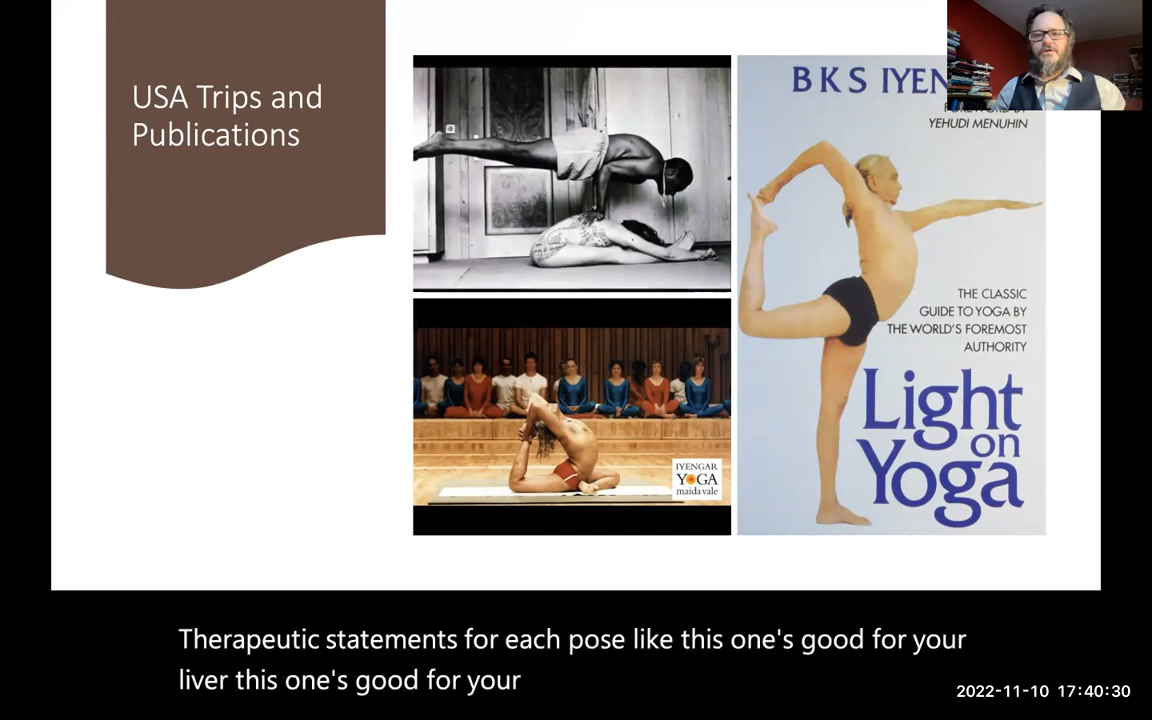 USA Trips and
Publications
BKS IYEN
YEHUDI MENUHIN
THE CLASSIC
GUIDE TO YOGA BY
THE WORLD'S FOREMOST
AUTHORITY
Light
on
Yoga
IYENGAR
YOGA
maida vale
Therapeutic statements for each pose like this one's good for your
liver this one's good for your
2022-11-10 17:40:30